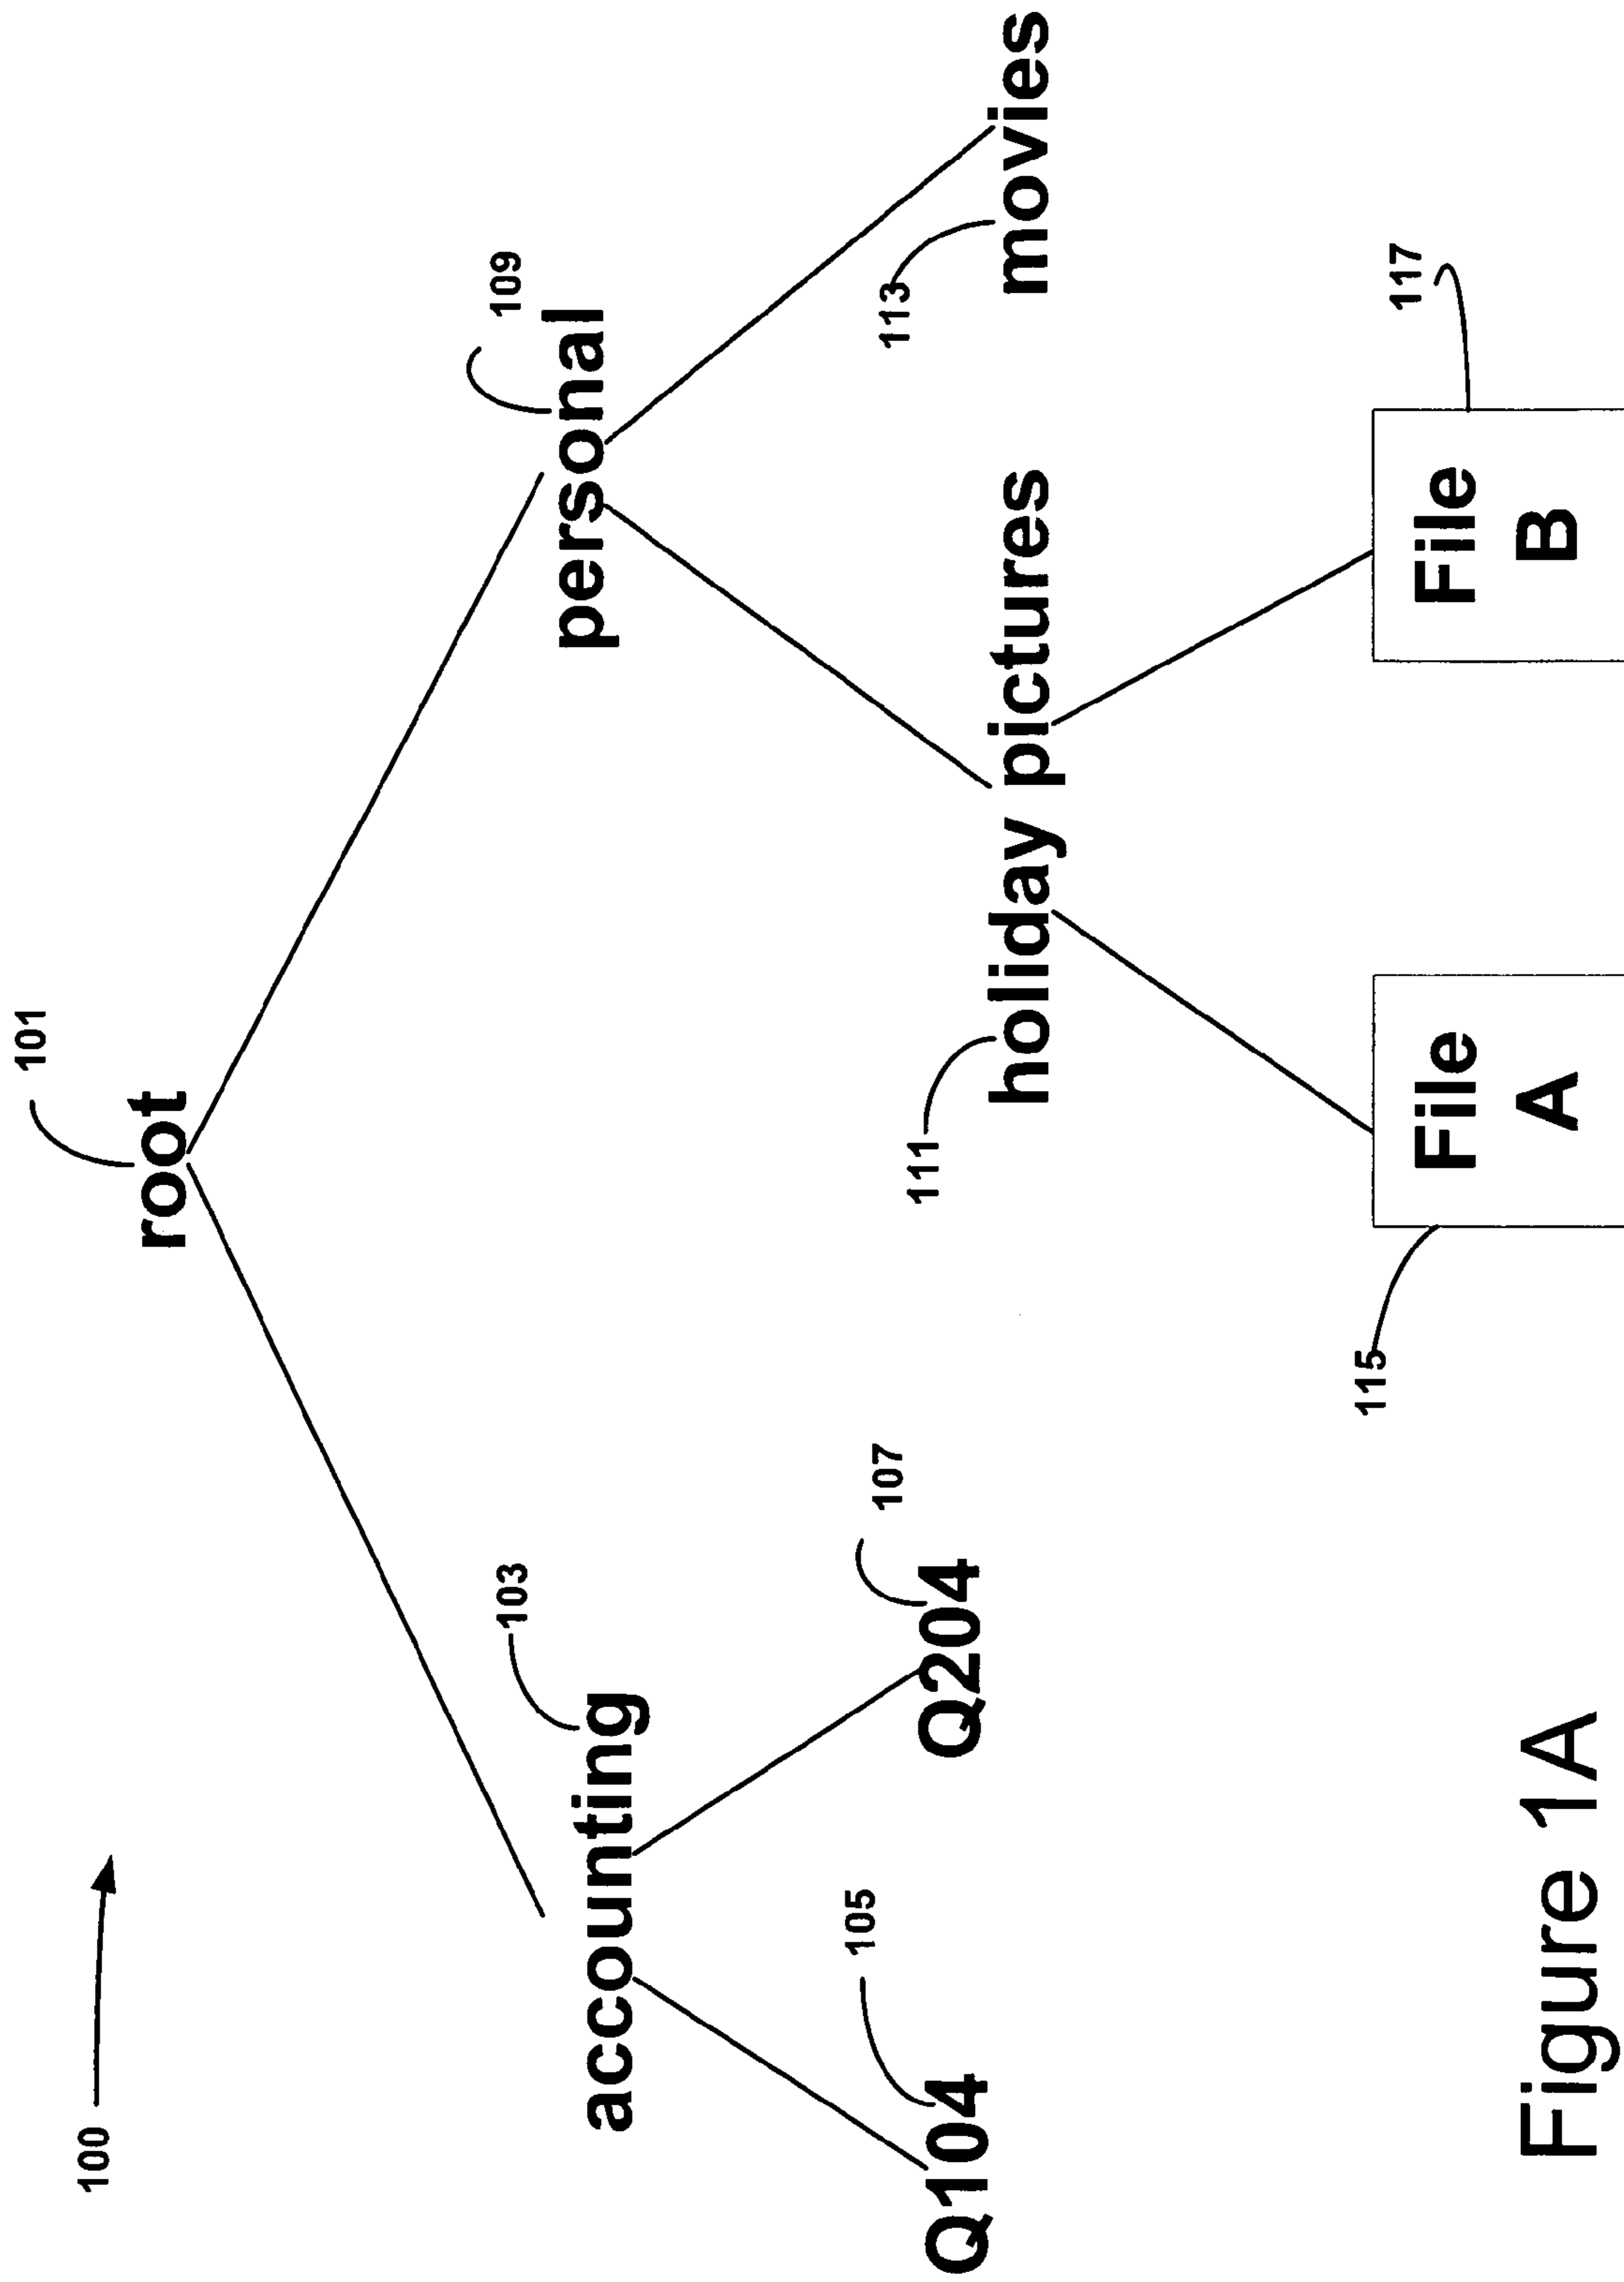 100
101
root
103
109
accounting
personal
105
107
111
113
Q104
Q204
holiday pictures
movies
115
117
File
A
File
B
Figure 1A